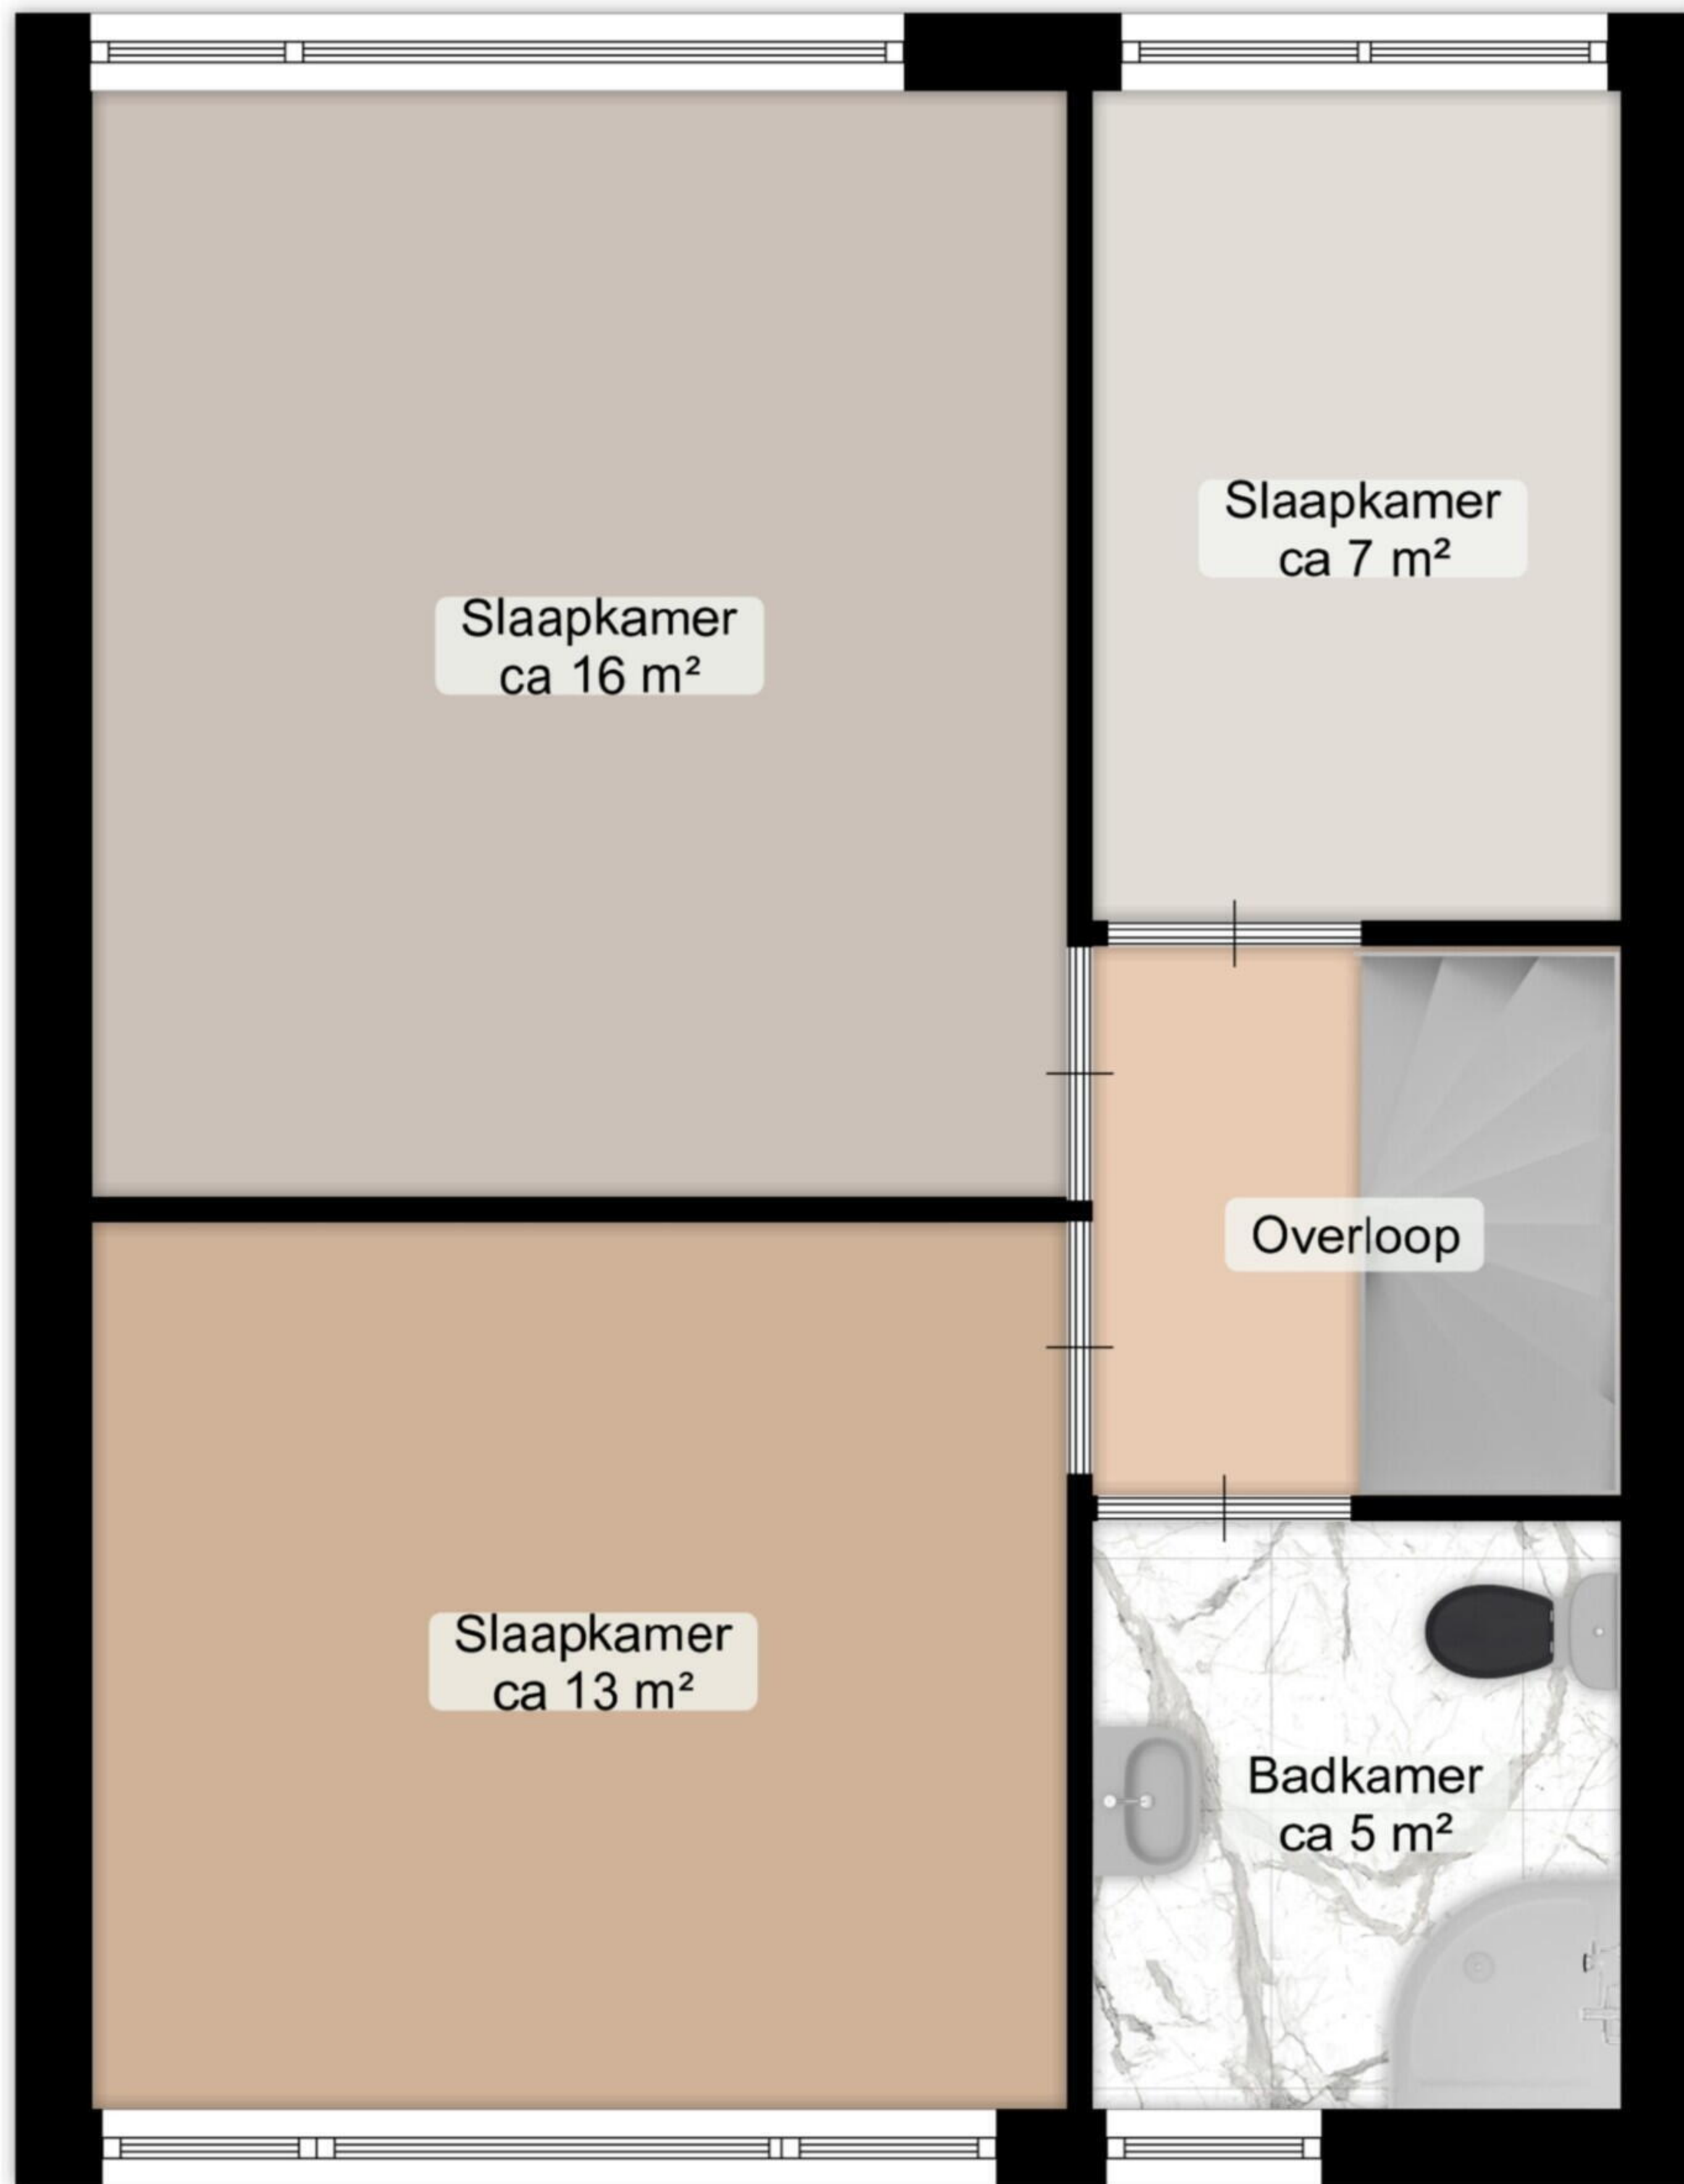 Slaapkamer
ca 7 m²
Slaapkamer
ca 16 m²
Overloop
Slaapkamer
ca 13 m²
Badkamer
ca 5 m²